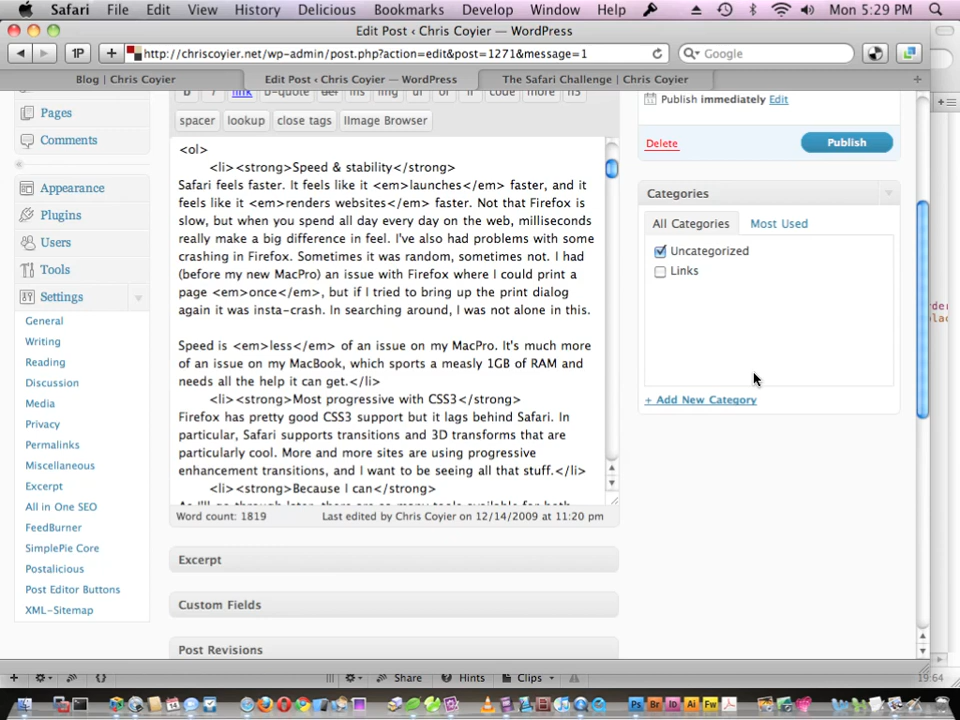 Safari File Edit View History Delicious Bookmarks Develop Window Help Mon 5:29 PM
Edit Post ‹ Chris Coyier — WordPress
1P http://chriscoyier.net/wp-admin/post.php?action=edit&post=1271&message=1 Google
Blog | Chris Coyier Edit Post ‹ Chris Coyier — WordPress The Safari Challenge | Chris Coyier
Pages
Comments
Appearance
Plugins
Users
Tools
Settings
General
Writing
Reading
Discussion
Media
Privacy
Permalinks
Miscellaneous
Excerpt
All in One SEO
FeedBurner
SimplePie Core
Postalicious
Post Editor Buttons
XML-Sitemap
link b-quote code more
spacer lookup close tags IImage Browser
<ol>
<li><strong>Speed & stability</strong>
Safari feels faster. It feels like it <em>launches</em> faster, and it
feels like it <em>renders websites</em> faster. Not that Firefox is
slow, but when you spend all day every day on the web, milliseconds
really make a big difference in feel. I've also had problems with some
crashing in Firefox. Sometimes it was random, sometimes not. I had
(before my new MacPro) an issue with Firefox where I could print a
page <em>once</em>, but if I tried to bring up the print dialog
again it was insta-crash. In searching around, I was not alone in this.
Speed is <em>less</em> of an issue on my MacPro. It's much more
of an issue on my MacBook, which sports a measly 1GB of RAM and
needs all the help it can get.</li>
<li><strong>Most progressive with CSS3</strong>
Firefox has pretty good CSS3 support but it lags behind Safari. In
particular, Safari supports transitions and 3D transforms that are
particularly cool. More and more sites are using progressive
enhancement transitions, and I want to be seeing all that stuff.</li>
<li><strong>Because I can</strong>
Word count: 1819 Last edited by Chris Coyier on 12/14/2009 at 11:20 pm
Excerpt
Custom Fields
Post Revisions
Publish immediately Edit
Delete Publish
Categories
All Categories Most Used
Uncategorized
Links
+ Add New Category
Share Hints Clips
19:64